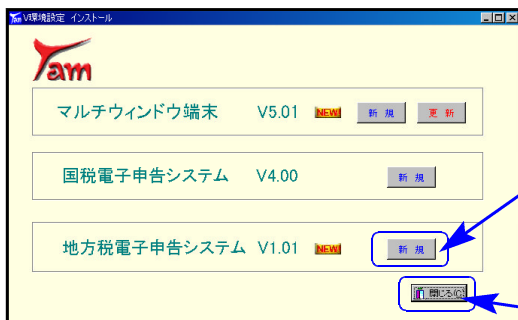 V環境設定 インストール
Tam
マルチウィンドウ端末 V5.01 NEW 新 規 更 新
国税電子申告システム V4.00 新 規
地方税電子申告システム V1.01 NEW 新 規
閉じる(C)